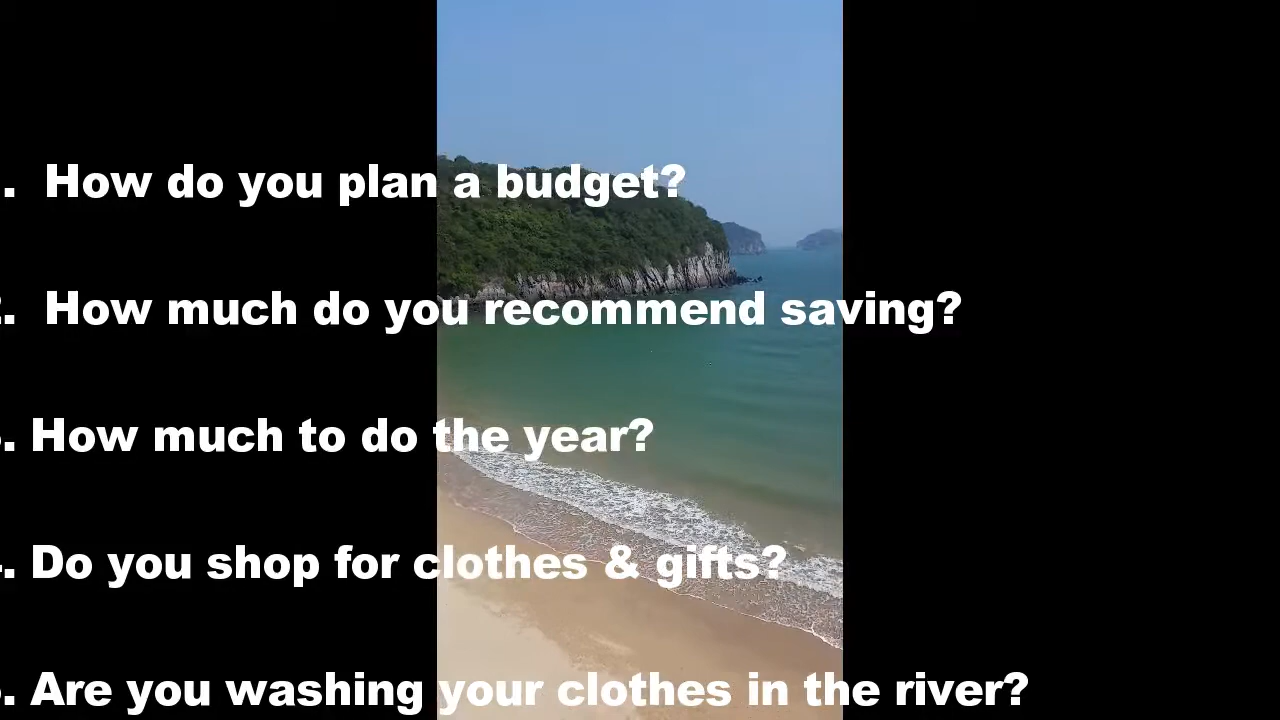 . How do you plan a budget?
. How much do you recommend saving?
. How much to do the year?
. Do you shop for clothes & gifts?
. Are you washing your clothes in the river?